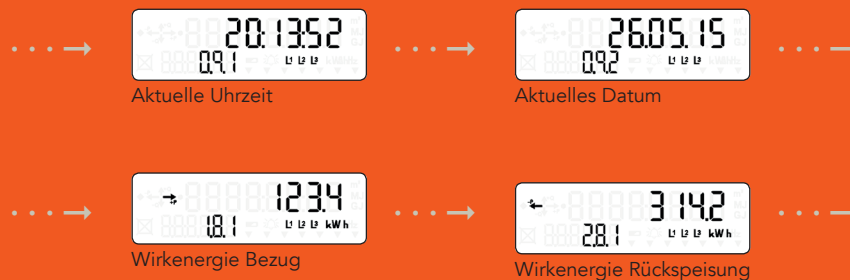 20:13:52
0.9.1 L1 L2 L3
Aktuelle Uhrzeit
26.05.15
0.9.2 L1 L2 L3
Aktuelles Datum
123.4
1.8.1 L1 L2 L3 kWh
Wirkenergie Bezug
314.2
2.8.1 L1 L2 L3 kWh
Wirkenergie Rückspeisung